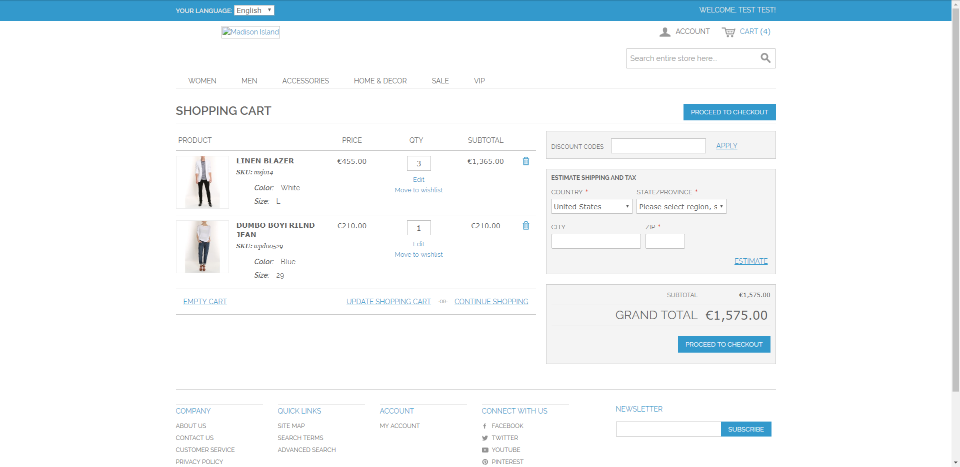 YOUR LANGUAGE: English
WELCOME, TEST TEST!
Madison Island
ACCOUNT CART (4)
Search entire store here...
WOMEN MEN ACCESSORIES HOME & DECOR SALE VIP
SHOPPING CART
PROCEED TO CHECKOUT
PRODUCT PRICE QTY SUBTOTAL
LINEN BLAZER €455.00 3 €1,365.00
SKU:
Edit
Move to wishlist
Color: White
Size: L
DUMBO BOYFRIEND €210.00 1 €210.00
JEAN
SKU:
Edit
Move to wishlist
Color: Blue
Size: 29
EMPTY CART UPDATE SHOPPING CART -or- CONTINUE SHOPPING
DISCOUNT CODES APPLY
ESTIMATE SHIPPING AND TAX
COUNTRY * STATE/PROVINCE *
United States Please select region, s
CITY ZIP *
ESTIMATE
SUBTOTAL €1,575.00
GRAND TOTAL €1,575.00
PROCEED TO CHECKOUT
COMPANY
ABOUT US
CONTACT US
CUSTOMER SERVICE
PRIVACY POLICY
QUICK LINKS
SITE MAP
SEARCH TERMS
ADVANCED SEARCH
ACCOUNT
MY ACCOUNT
CONNECT WITH US
FACEBOOK
TWITTER
YOUTUBE
PINTEREST
NEWSLETTER
SUBSCRIBE